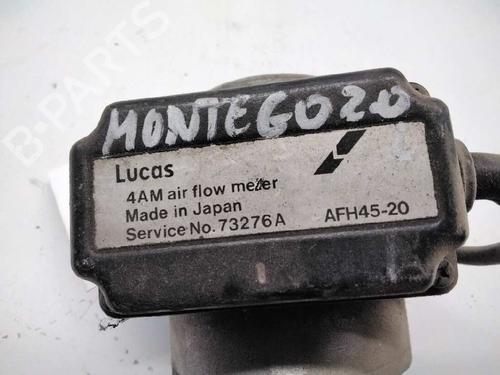 B-PARTS
MONTEGO 2.0
Lucas
4AM air flow meter
Made in Japan
Service No. 73276A
AFH45-20